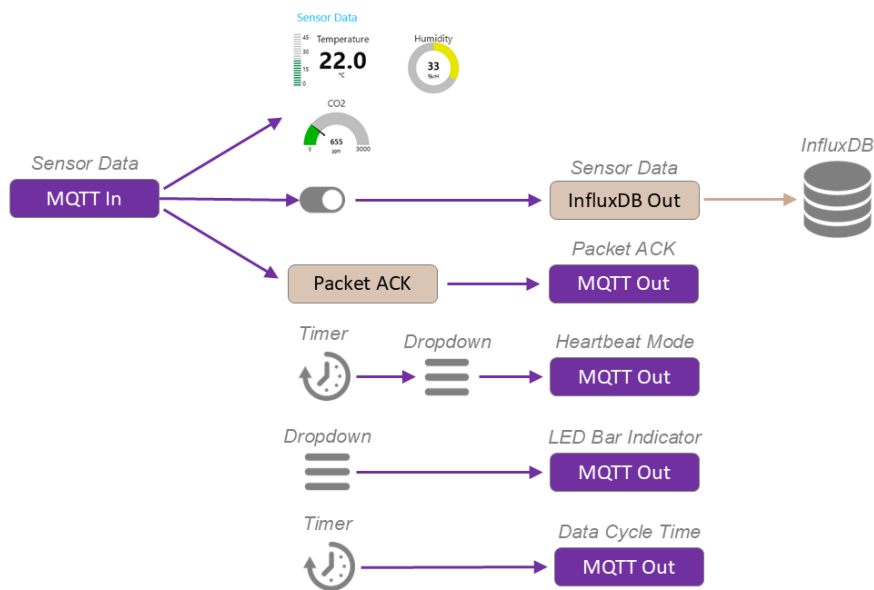 Sensor Data
45
30
15
0
Temperature
22.0
°C
Humidity
33
%rH
CO2
655
0
ppm
3000
Sensor Data
MQTT In
Sensor Data
InfluxDB Out
InfluxDB
Packet ACK
Packet ACK
MQTT Out
Timer
Dropdown
Heartbeat Mode
MQTT Out
Dropdown
LED Bar Indicator
MQTT Out
Timer
Data Cycle Time
MQTT Out